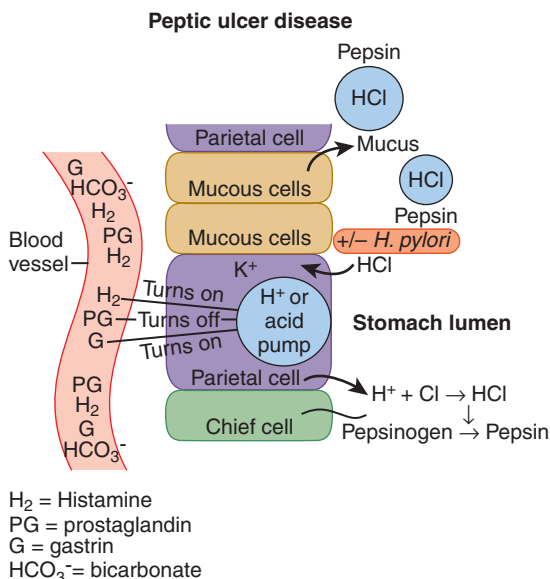 Peptic ulcer disease
Pepsin
HCl
Parietal cell
Mucus
Mucous cells
HCl
Pepsin
Mucous cells
+/– H. pylori
HCl
G
HCO₃⁻
H₂
PG
H₂
Blood
vessel
K⁺
H₂
Turns on
H⁺ or
acid
pump
PG
Turns off
G
Turns on
Stomach lumen
Parietal cell
H⁺ + Cl → HCl
↓
Chief cell
Pepsinogen → Pepsin
PG
H₂
G
HCO₃⁻
H₂ = Histamine
PG = prostaglandin
G = gastrin
HCO₃⁻= bicarbonate